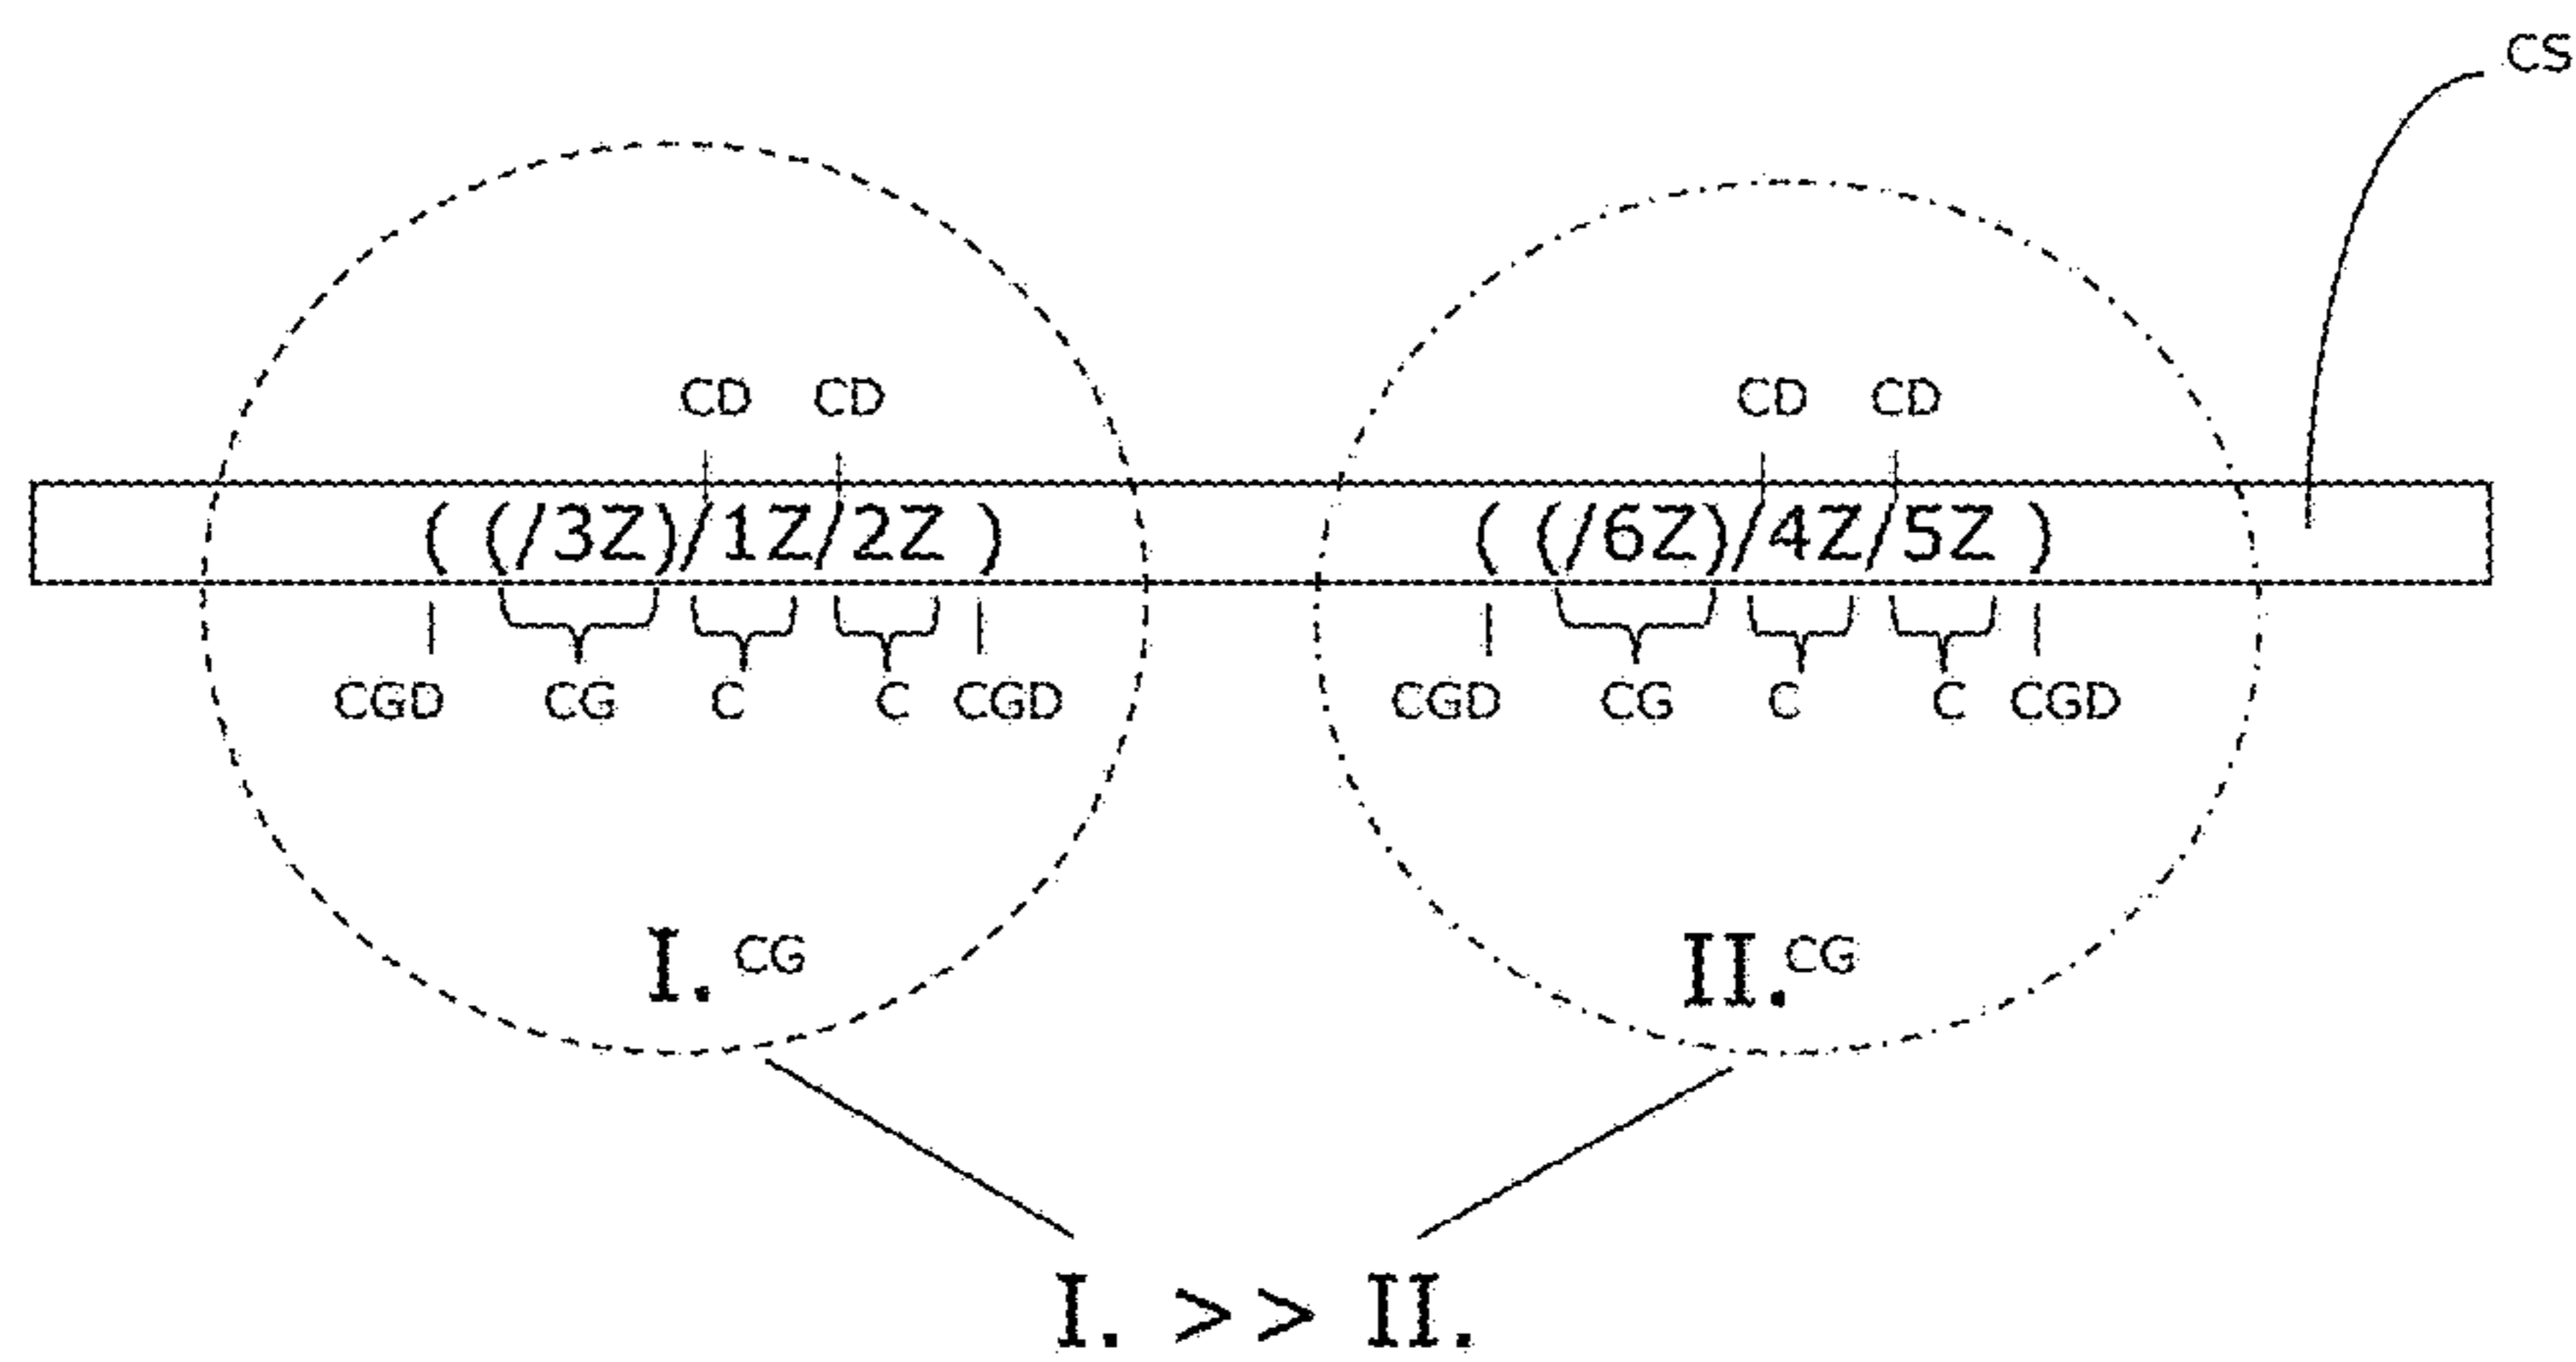 CS
CD CD CD CD
( (/3Z)/1Z/2Z ) ( (/6Z)/4Z/5Z )
CGD CG C C CGD CGD CG C C CGD
I. CG II. CG
I. >> II.